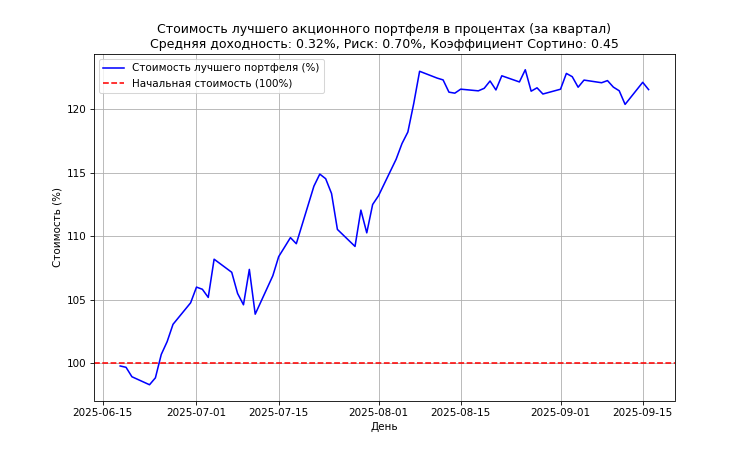 Стоимость лучшего акционного портфеля в процентах (за квартал)
Средняя доходность: 0.32%, Риск: 0.70%, Коэффициент Сортино: 0.45
Стоимость лучшего портфеля (%)
Начальная стоимость (100%)
Стоимость (%)
120
115
110
105
100
2025-06-15
2025-07-01
2025-07-15
2025-08-01
2025-08-15
2025-09-01
2025-09-15
День